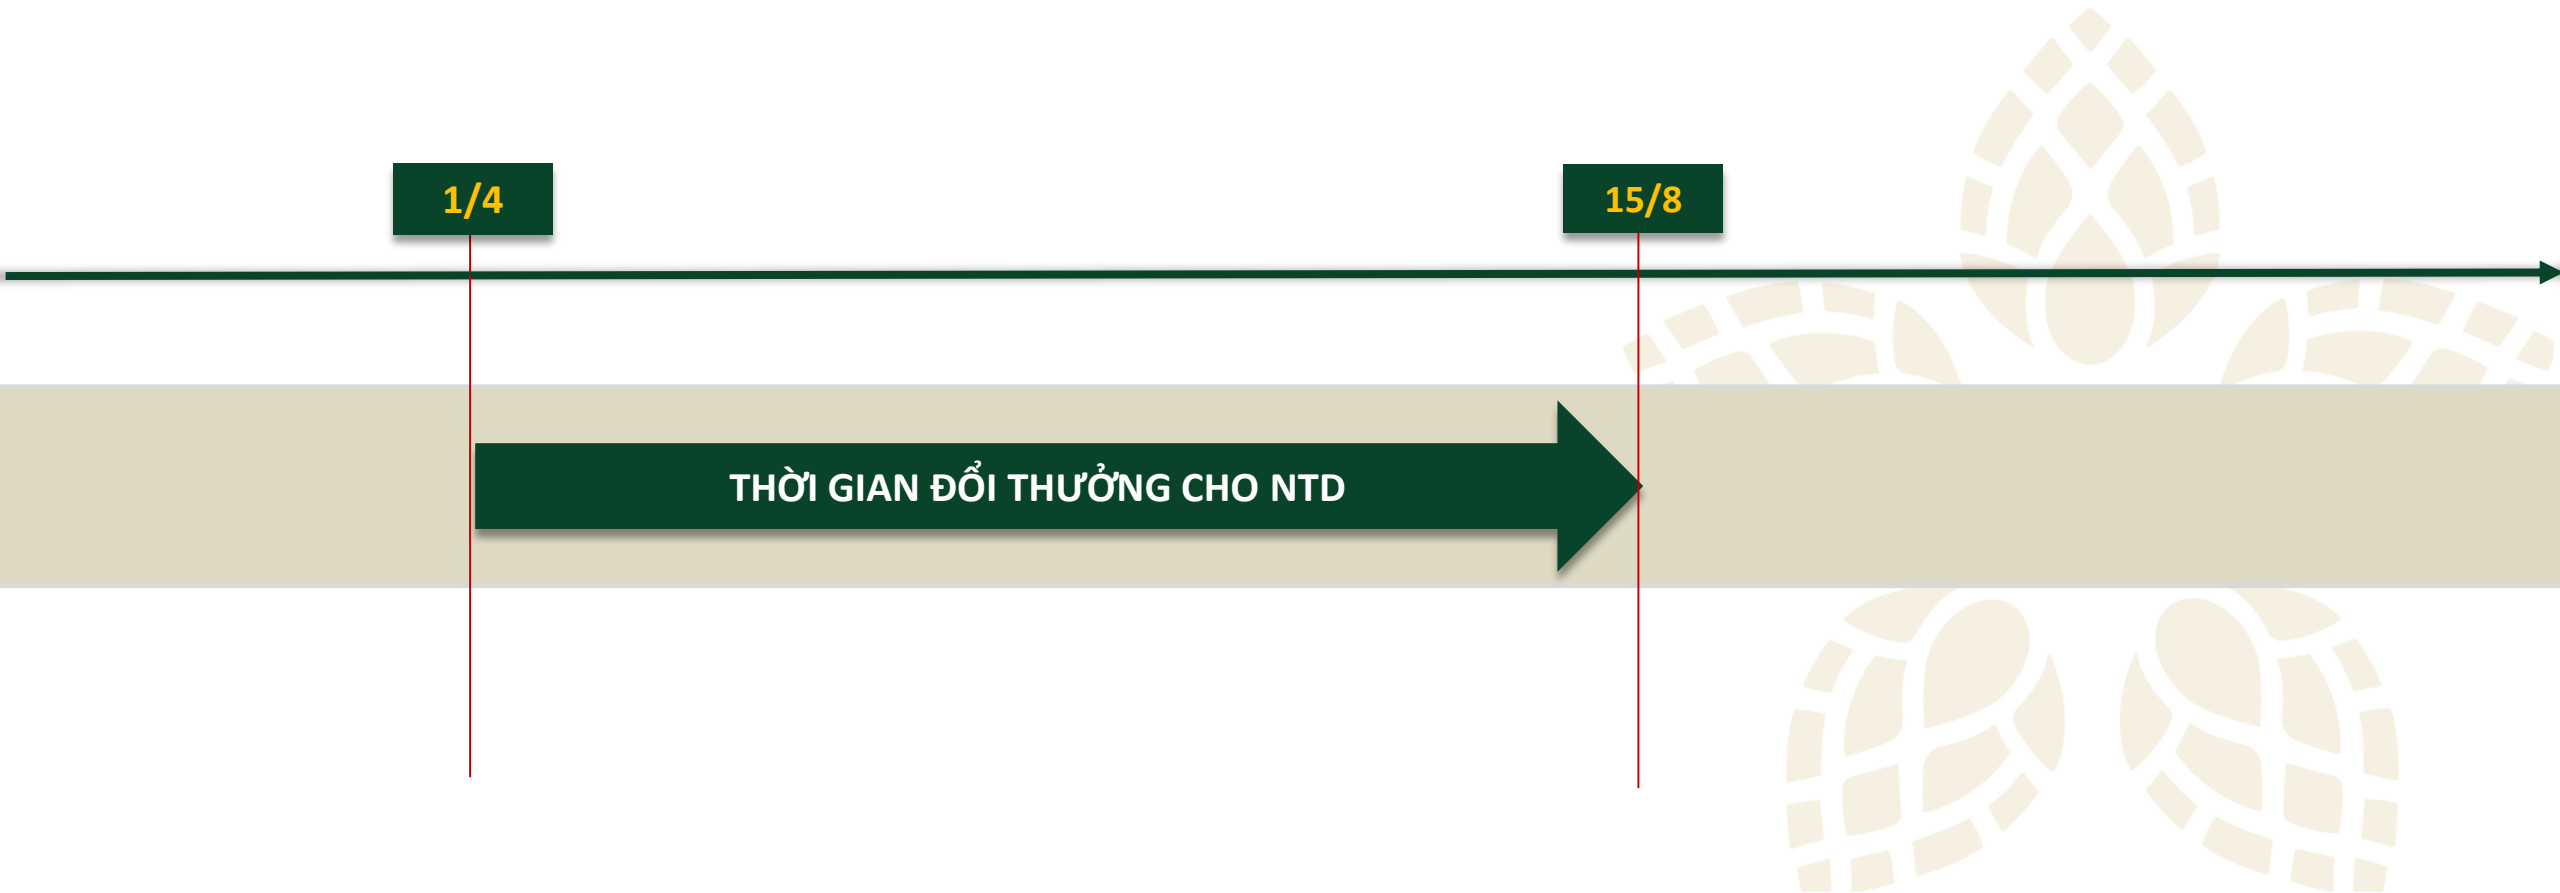 1/4
15/8
THỜI GIAN ĐỔI THƯỞNG CHO NTD